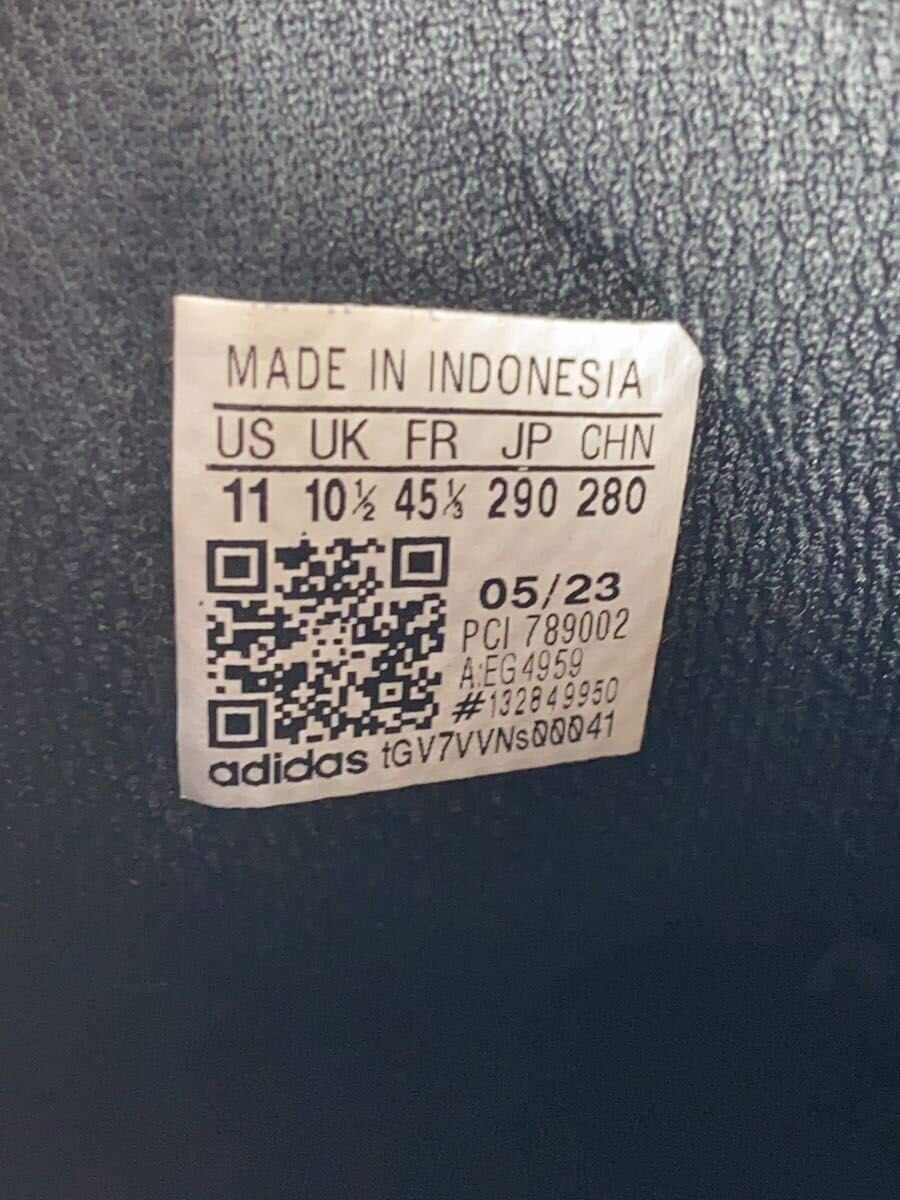 MADE IN INDONESIA
US UK FR JP CHN
11 10½ 45⅓ 290 280
05/23
PCI 789002
A:EG4959
#132849950
adidas tGV7VVNs00041